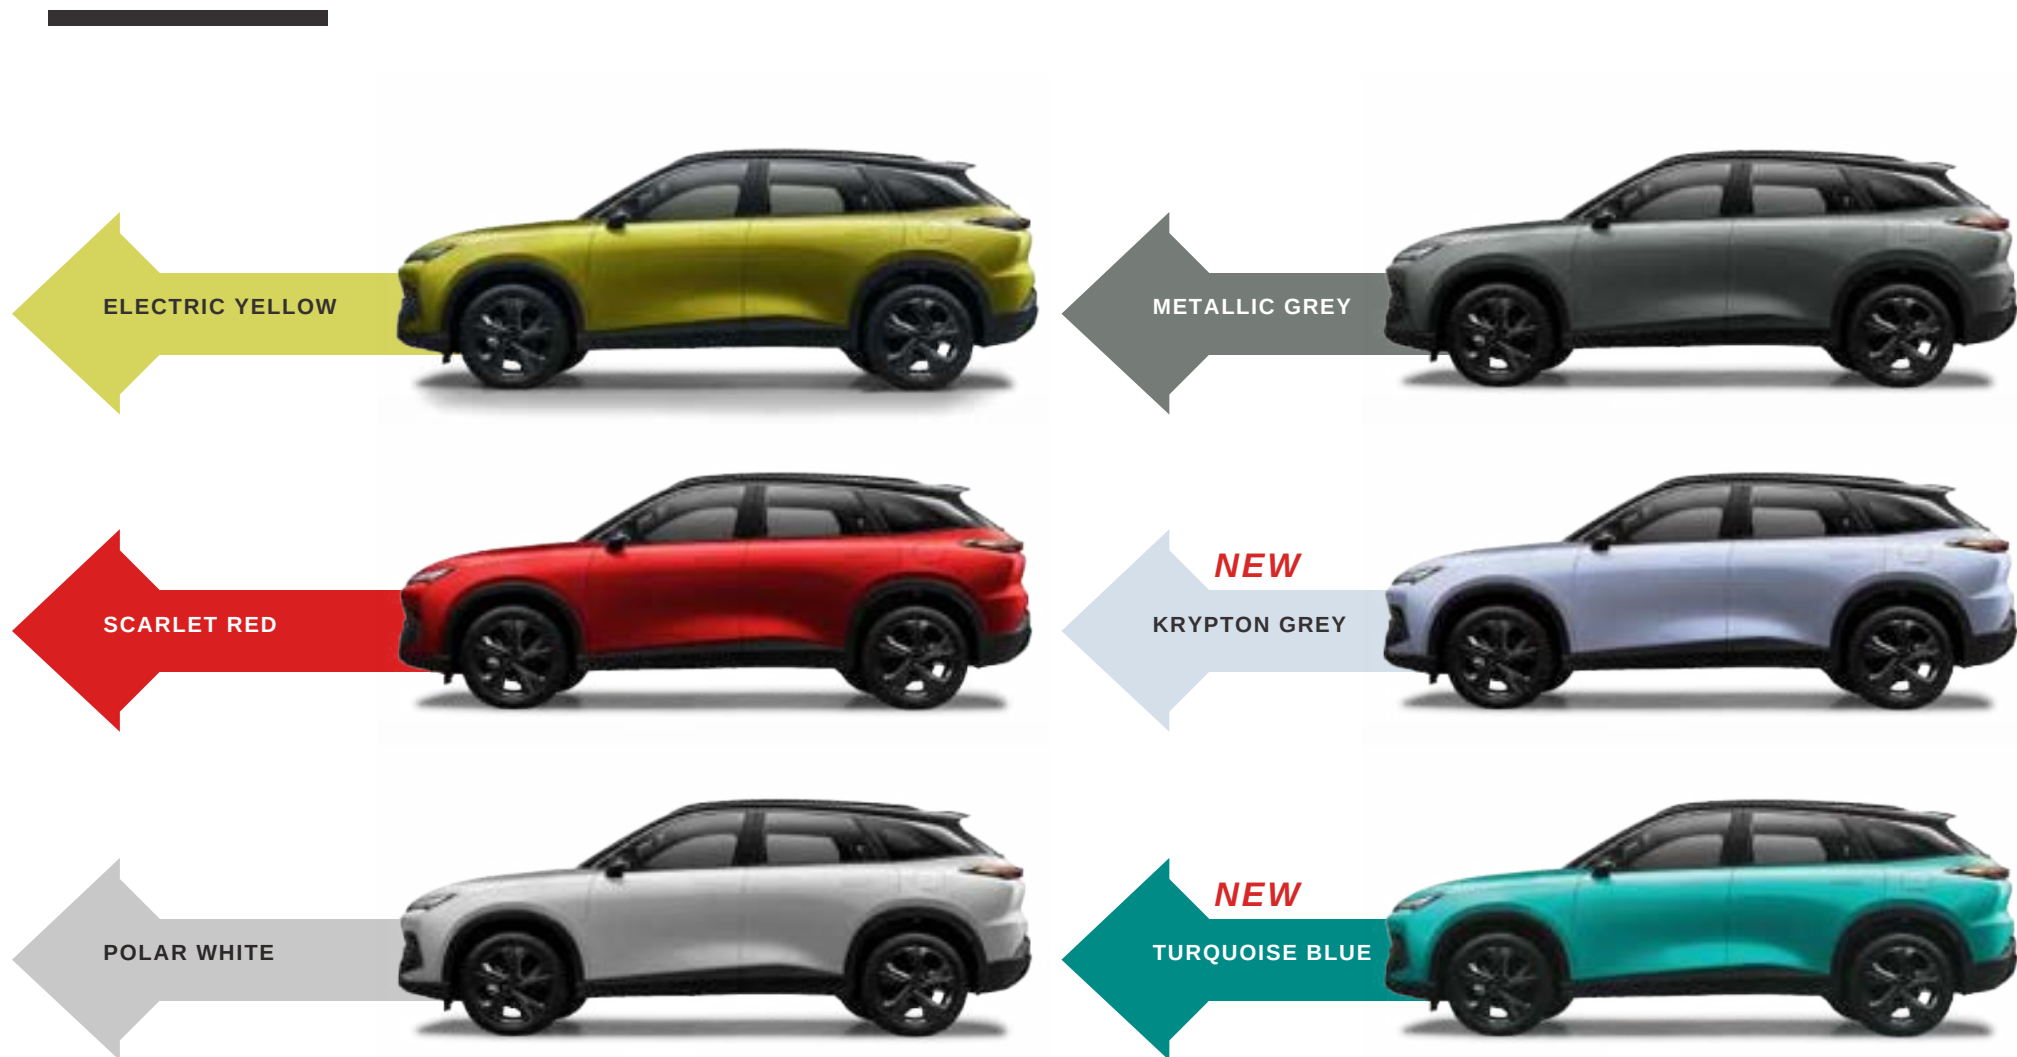 ELECTRIC YELLOW
METALLIC GREY
SCARLET RED
NEW
KRYPTON GREY
POLAR WHITE
NEW
TURQUOISE BLUE